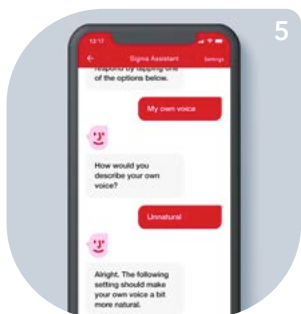 5
13:17
Signia Assistant
Settings
respond by tapping one
of the options below.
My own voice
How would you
describe your own
voice?
Unnatural
Alright. The following
setting should make
your own voice a bit
more natural.